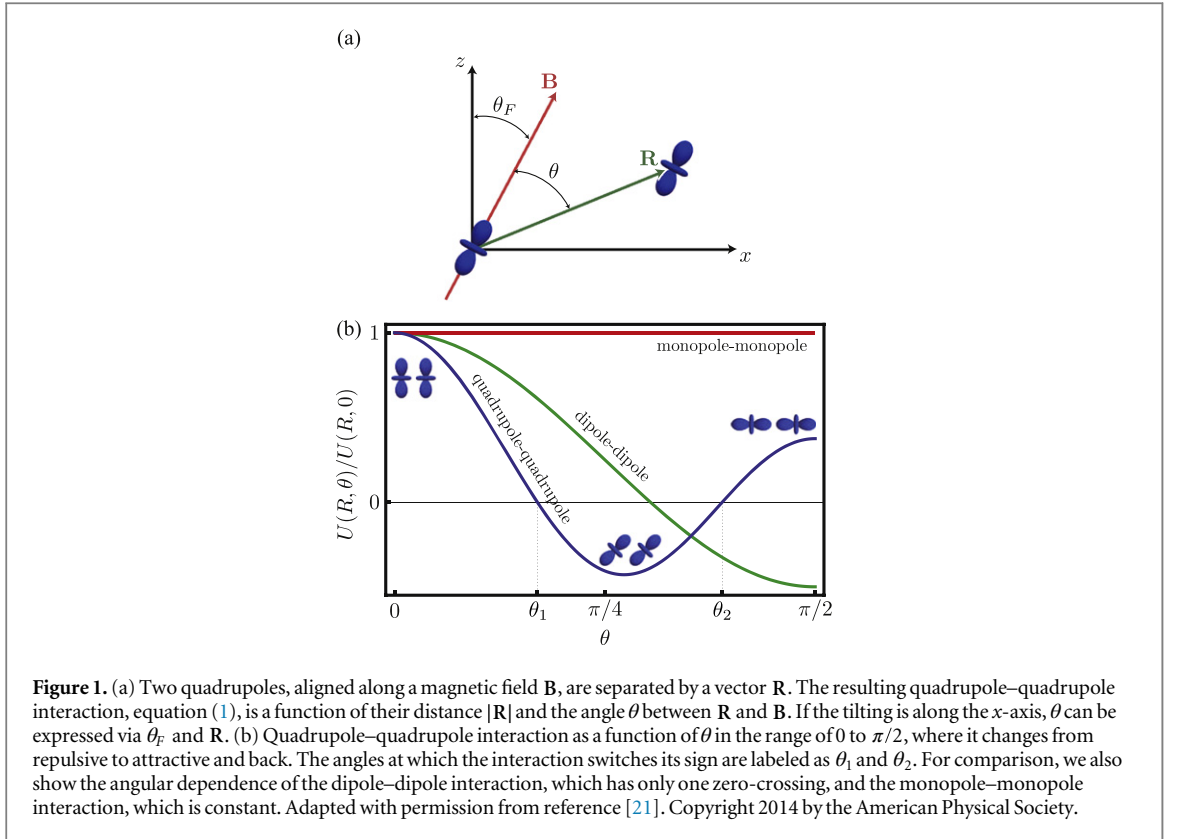 (a)
z
B
θ_F
θ
R
x
(b)
1
monopole-monopole
quadrupole-quadrupole
dipole-dipole
U(R, θ)/U(R, 0)
0
0
θ₁
π/4
θ₂
π/2
θ
Figure 1. (a) Two quadrupoles, aligned along a magnetic field B, are separated by a vector R. The resulting quadrupole–quadrupole
interaction, equation (1), is a function of their distance |R| and the angle θ between R and B. If the tilting is along the x-axis, θ can be
expressed via θ_F and R. (b) Quadrupole–quadrupole interaction as a function of θ in the range of 0 to π/2, where it changes from
repulsive to attractive and back. The angles at which the interaction switches its sign are labeled as θ₁ and θ₂. For comparison, we also
show the angular dependence of the dipole–dipole interaction, which has only one zero-crossing, and the monopole–monopole
interaction, which is constant. Adapted with permission from reference [21]. Copyright 2014 by the American Physical Society.